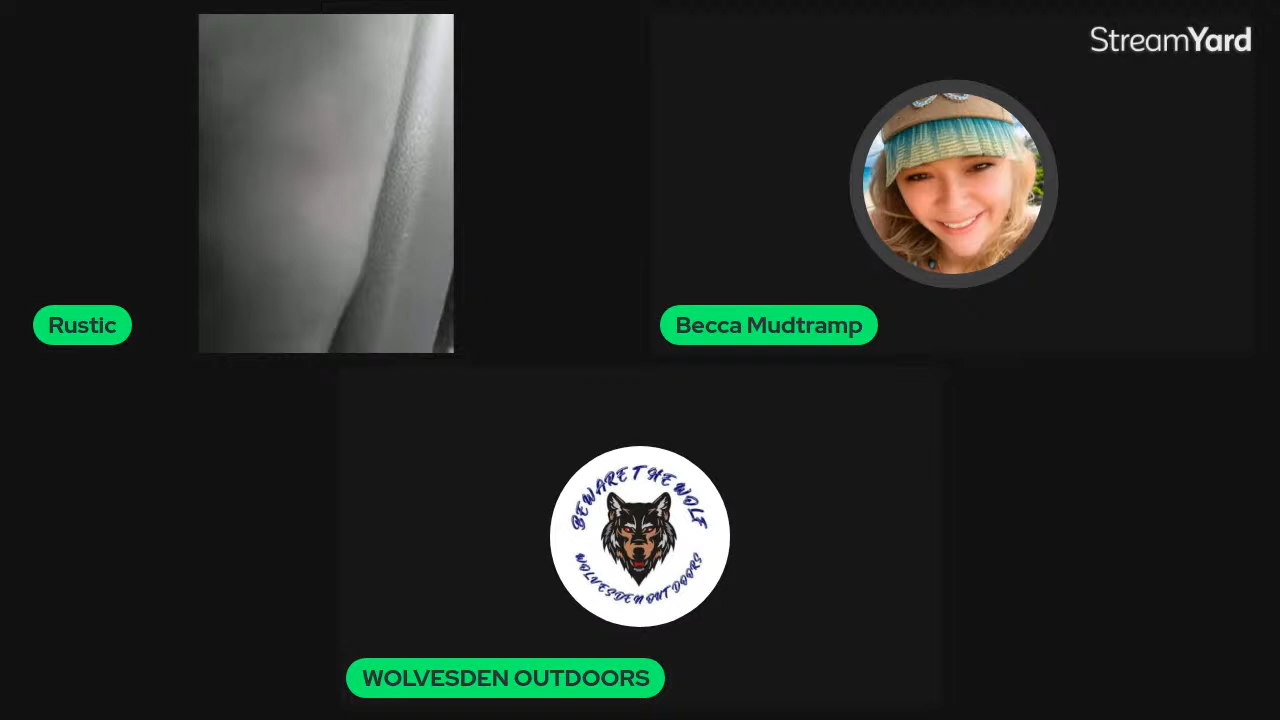 StreamYard
Rustic
Becca Mudtramp
BEWARE THE WOLF
WOLVESDEN OUTDOORS
WOLVESDEN OUTDOORS